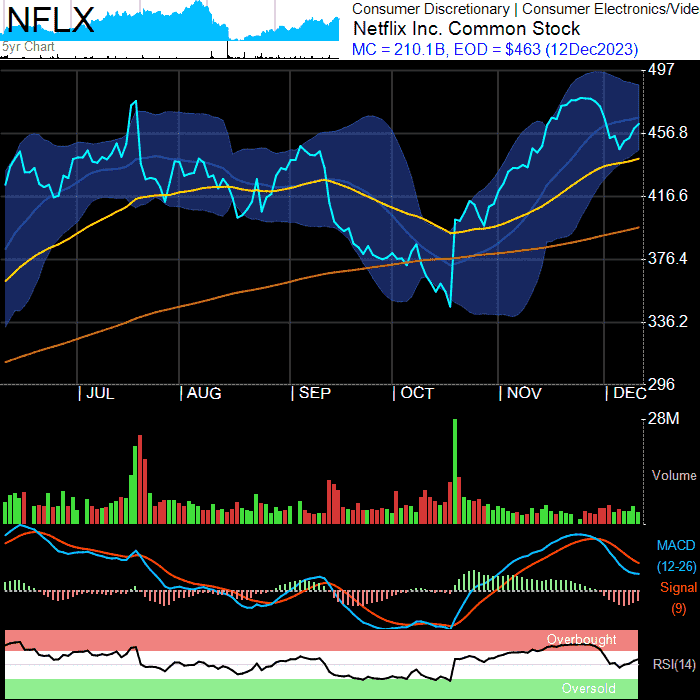 NFLX
5yr Chart
Consumer Discretionary | Consumer Electronics/Vide
Netflix Inc. Common Stock
MC = 210.1B, EOD = $463 (12Dec2023)
497
456.8
416.6
376.4
336.2
296
| JUL | AUG | SEP | OCT | NOV | DEC
28M
Volume
MACD
(12-26)
Signal
(9)
Overbought
RSI(14)
Oversold